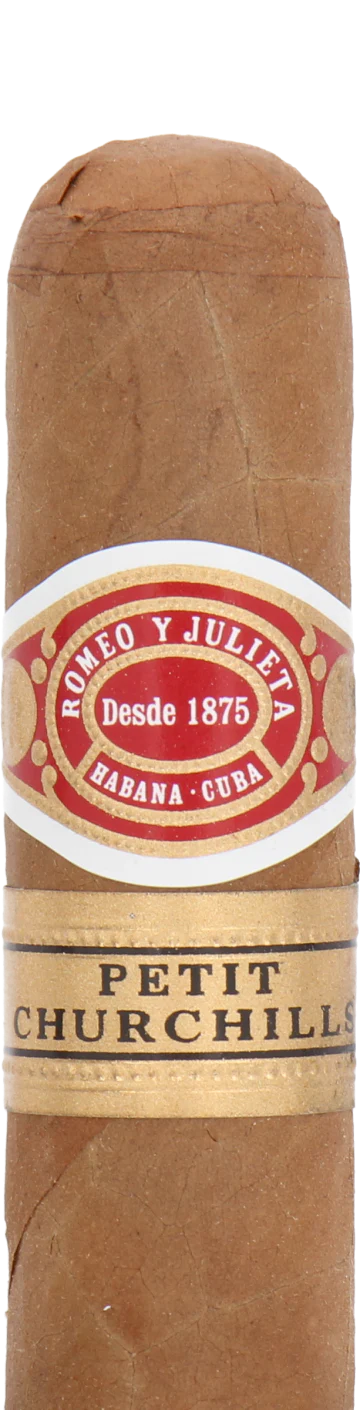 ROMEO Y JULIETA
Desde 1875
HABANA · CUBA
PETIT
CHURCHILLS